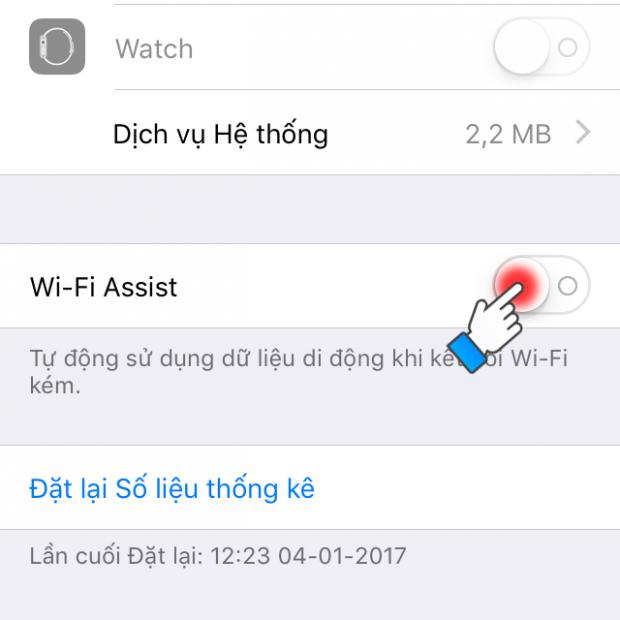 Watch
Dịch vụ Hệ thống 2,2 MB
Wi-Fi Assist
Tự động sử dụng dữ liệu di động khi Wi-Fi
kém.
Đặt lại Số liệu thống kê
Lần cuối Đặt lại: 12:23 04-01-2017